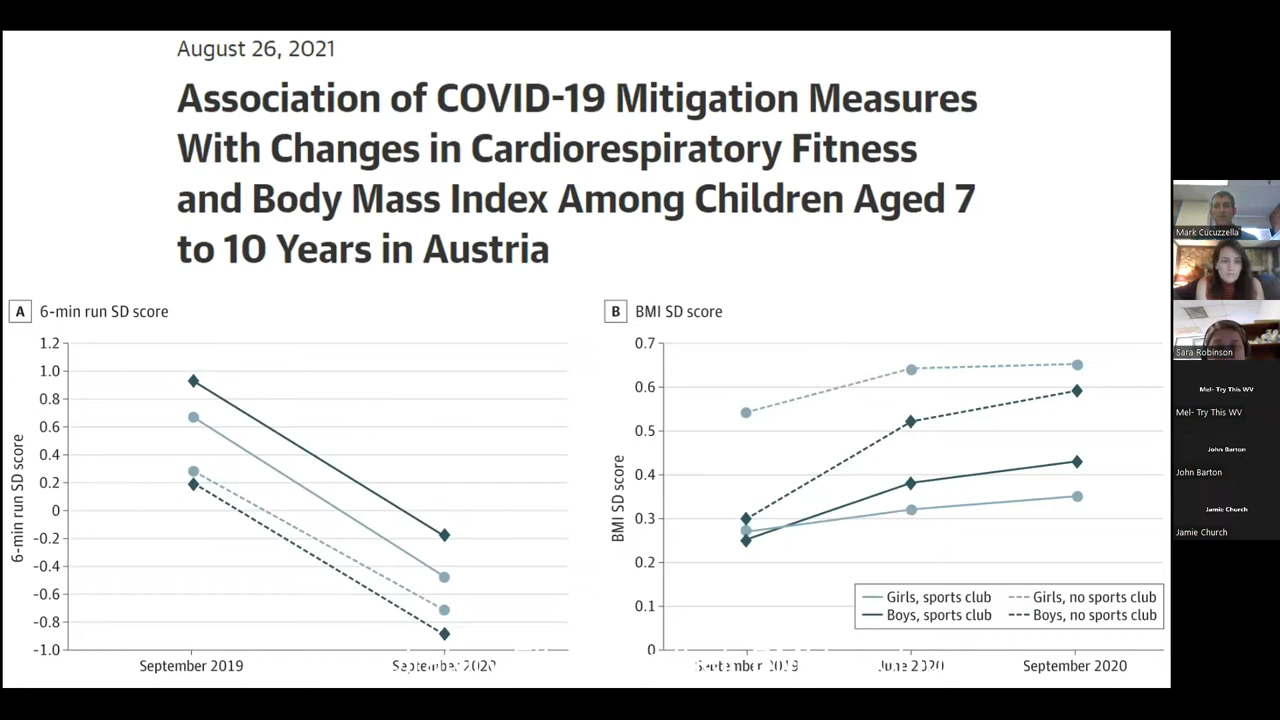 August 26, 2021
Association of COVID-19 Mitigation Measures
With Changes in Cardiorespiratory Fitness
and Body Mass Index Among Children Aged 7
to 10 Years in Austria
A 6-min run SD score
1.2
1.0
0.8
0.6
0.4
0.2
0
-0.2
-0.4
-0.6
-0.8
-1.0
6-min run SD score
September 2019
September 2020
B BMI SD score
0.7
0.6
0.5
0.4
0.3
0.2
0.1
0
BMI SD score
Girls, sports club
Girls, no sports club
Boys, sports club
Boys, no sports club
September 2019
June 2020
September 2020
Mark Cucuzzella
Sara Robinson
Mel- Try This WV
Mel- Try This WV
John Barton
John Barton
Jamie Church
Jamie Church